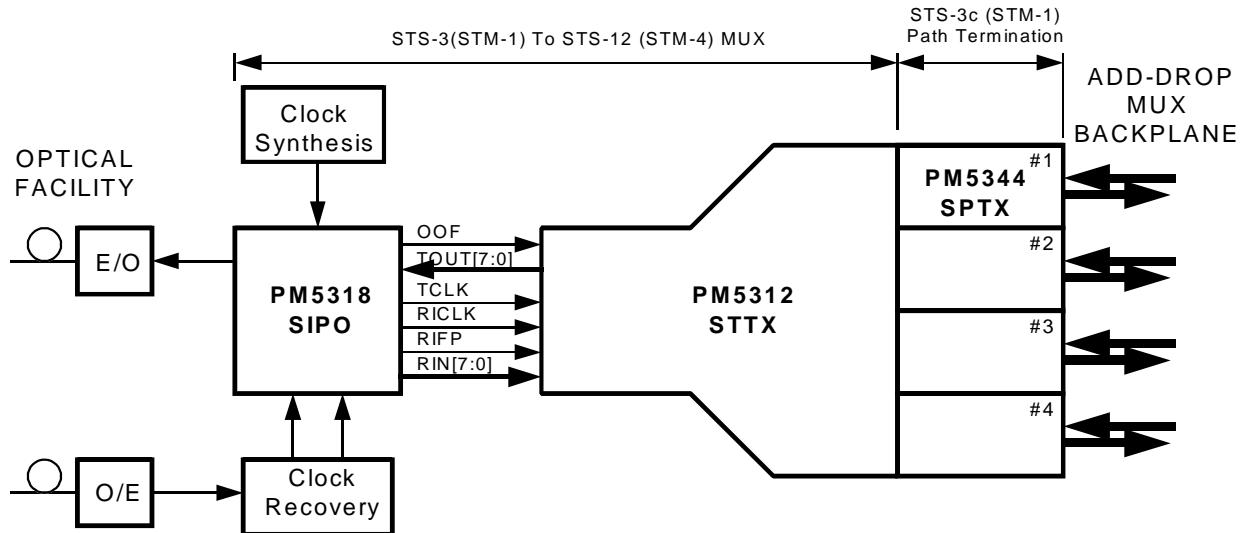 STS-3c (STM-1)
Path Termination
STS-3(STM-1) To STS-12 (STM-4) MUX
ADD-DROP
MUX
BACKPLANE
Clock
Synthesis
OPTICAL
FACILITY
#1
PM5344
SPTX
E/O
PM5318
SIPO
OOF
TOUT[7:0]
TCLK
RICLK
RIFP
RIN[7:0]
PM5312
STTX
#2
#3
#4
O/E
Clock
Recovery